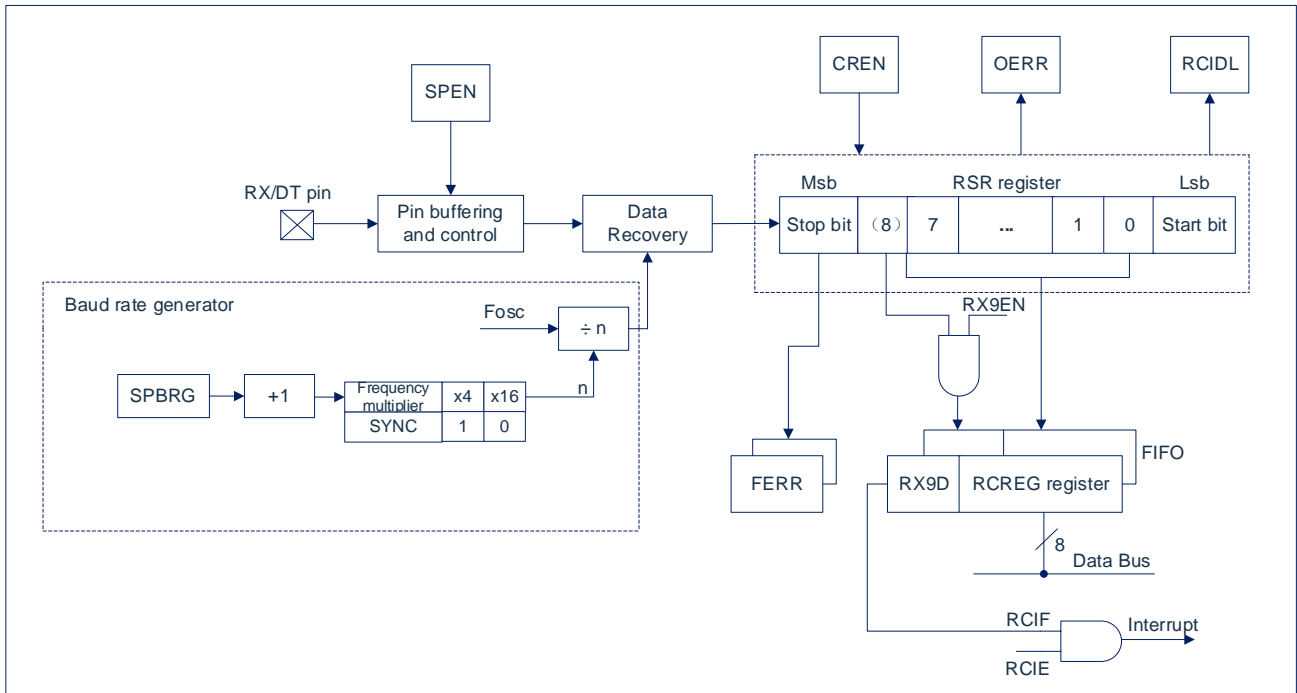 CREN
OERR
RCIDL
SPEN
Msb
RSR register
Lsb
RX/DT pin
Pin buffering
and control
Data
Recovery
Stop bit
（8）
7
...
1
0
Start bit
Baud rate generator
Fosc
÷ n
RX9EN
SPBRG
+1
Frequency
multiplier
x4
x16
n
SYNC
1
0
FIFO
FERR
RX9D
RCREG register
8
Data Bus
RCIF
Interrupt
RCIE